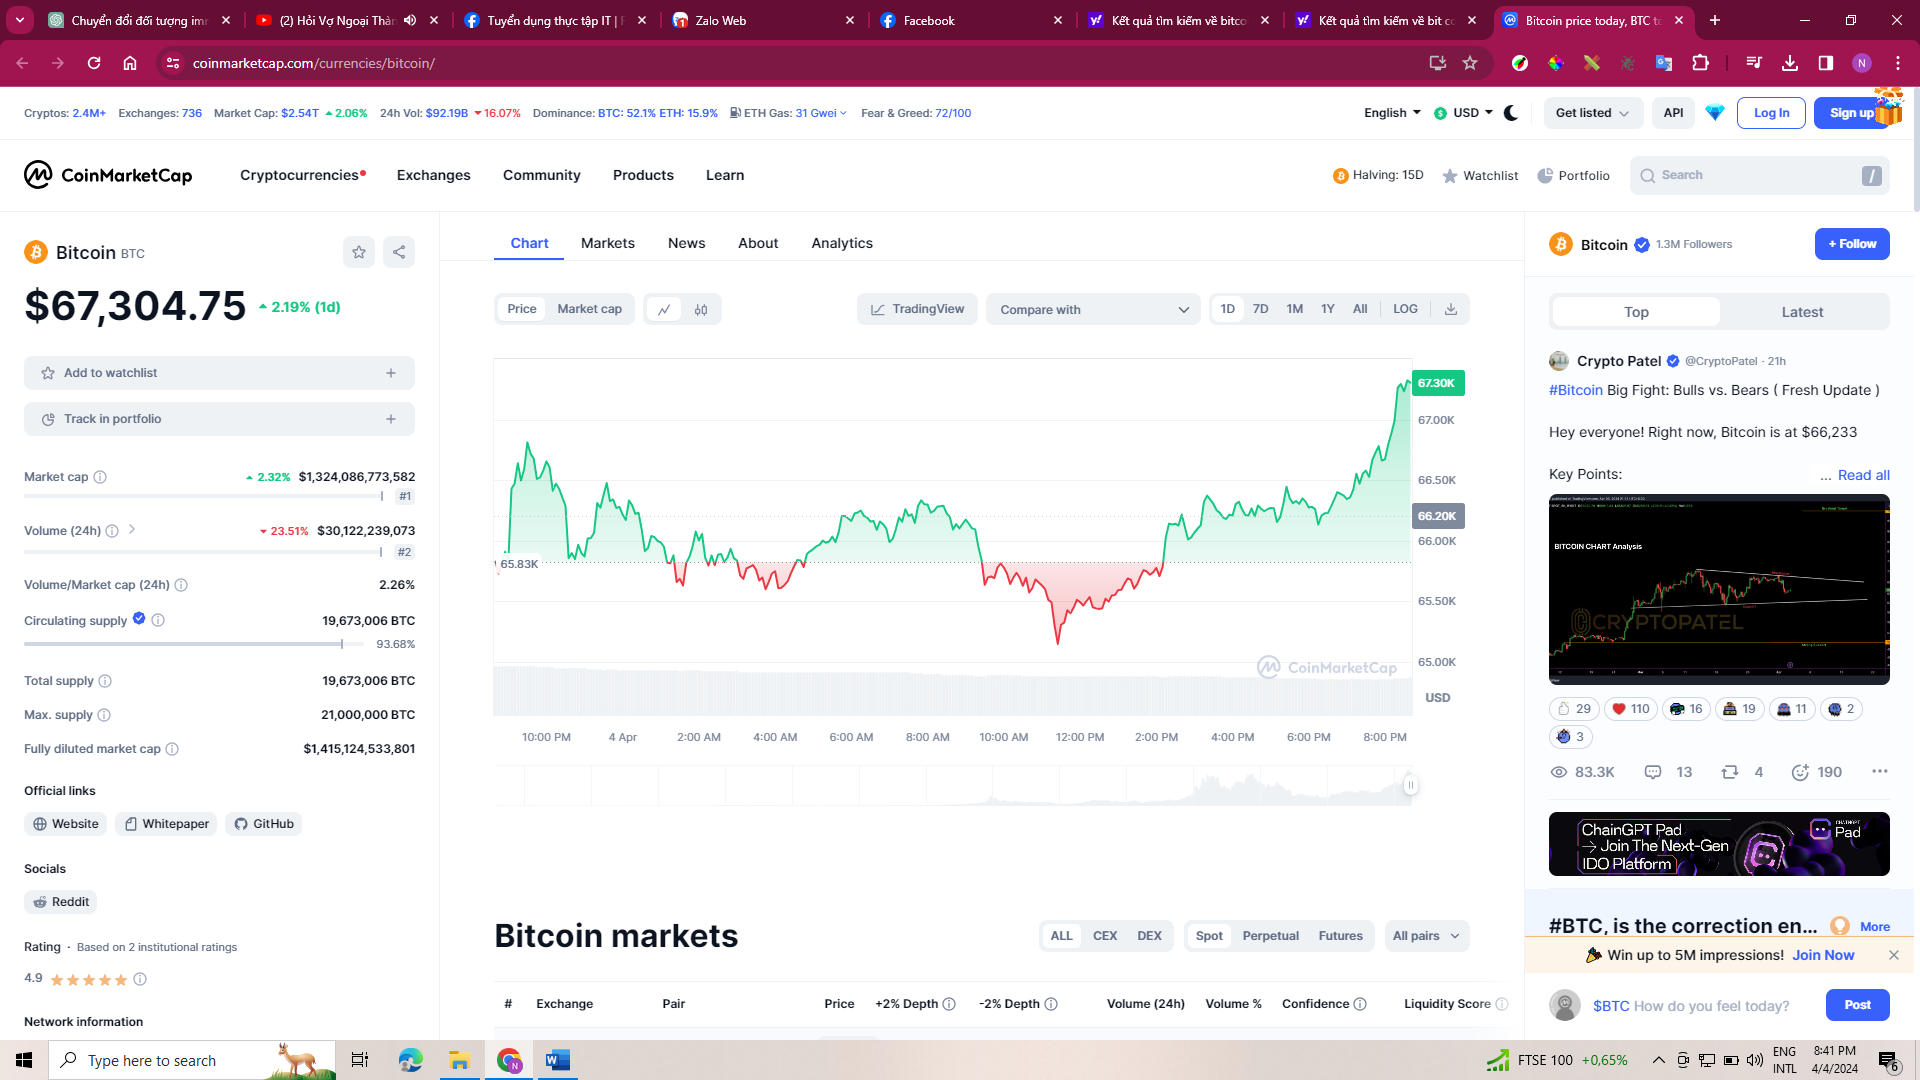 Chuyển đổi đối tượng imr
(2) Hỏi Vợ Ngoại Thàn
Tuyển dụng thực tập IT | F
Zalo Web
Facebook
Kết quả tìm kiếm về bitco
Kết quả tìm kiếm về bit co
Bitcoin price today, BTC to
coinmarketcap.com/currencies/bitcoin/
N
Cryptos: 2.4M+ Exchanges: 736 Market Cap: $2.54T 2.06% 24h Vol: $92.19B 16.07% Dominance: BTC: 52.1% ETH: 15.9% ETH Gas: 31 Gwei Fear & Greed: 72/100
English USD Get listed API Log In Sign up
CoinMarketCap Cryptocurrencies Exchanges Community Products Learn
Halving: 15D Watchlist Portfolio Search /
Bitcoin BTC
$67,304.75 2.19% (1d)
Add to watchlist +
Track in portfolio +
Market cap 2.32% $1,324,086,773,582
#1
Volume (24h) 23.51% $30,122,239,073
#2
Volume/Market cap (24h) 2.26%
Circulating supply 19,673,006 BTC
93.68%
Total supply 19,673,006 BTC
Max. supply 21,000,000 BTC
Fully diluted market cap $1,415,124,533,801
Official links
Website Whitepaper GitHub
Socials
Reddit
Rating · Based on 2 institutional ratings
4.9
Network information
Chart Markets News About Analytics
Price Market cap TradingView Compare with 1D 7D 1M 1Y All LOG
67.30K
67.00K
66.50K
66.20K
66.00K
65.83K
65.50K
65.00K
CoinMarketCap
USD
10:00 PM 4 Apr 2:00 AM 4:00 AM 6:00 AM 8:00 AM 10:00 AM 12:00 PM 2:00 PM 4:00 PM 6:00 PM 8:00 PM
Bitcoin markets
ALL CEX DEX Spot Perpetual Futures All pairs
# Exchange Pair Price +2% Depth -2% Depth Volume (24h) Volume % Confidence Liquidity Score
Bitcoin 1.3M Followers + Follow
Top Latest
Crypto Patel @CryptoPatel · 21h
#Bitcoin Big Fight: Bulls vs. Bears ( Fresh Update )
Hey everyone! Right now, Bitcoin is at $66,233
Key Points: ... Read all
BITCOIN CHART Analysis
CRYPTOPATEL
29 110 16 19 11 2
3
83.3K 13 4 190
ChainGPT Pad
Join The Next-Gen
IDO Platform
CHAINGPT
Pad
#BTC, is the correction en... More
Win up to 5M impressions! Join Now
$BTC How do you feel today? Post
Type here to search
FTSE 100 +0,65%
ENG
INTL
8:41 PM
4/4/2024
6